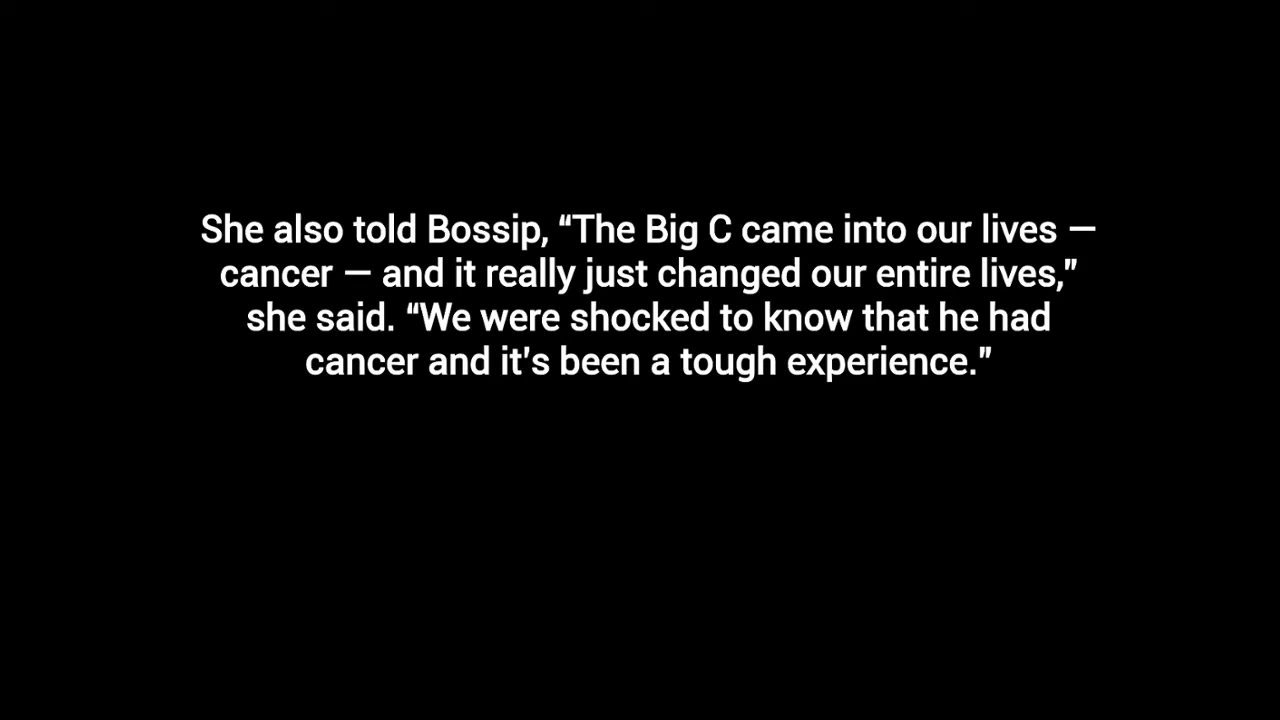 She also told Bossip, “The Big C came into our lives —
cancer — and it really just changed our entire lives,”
she said. “We were shocked to know that he had
cancer and it's been a tough experience.”